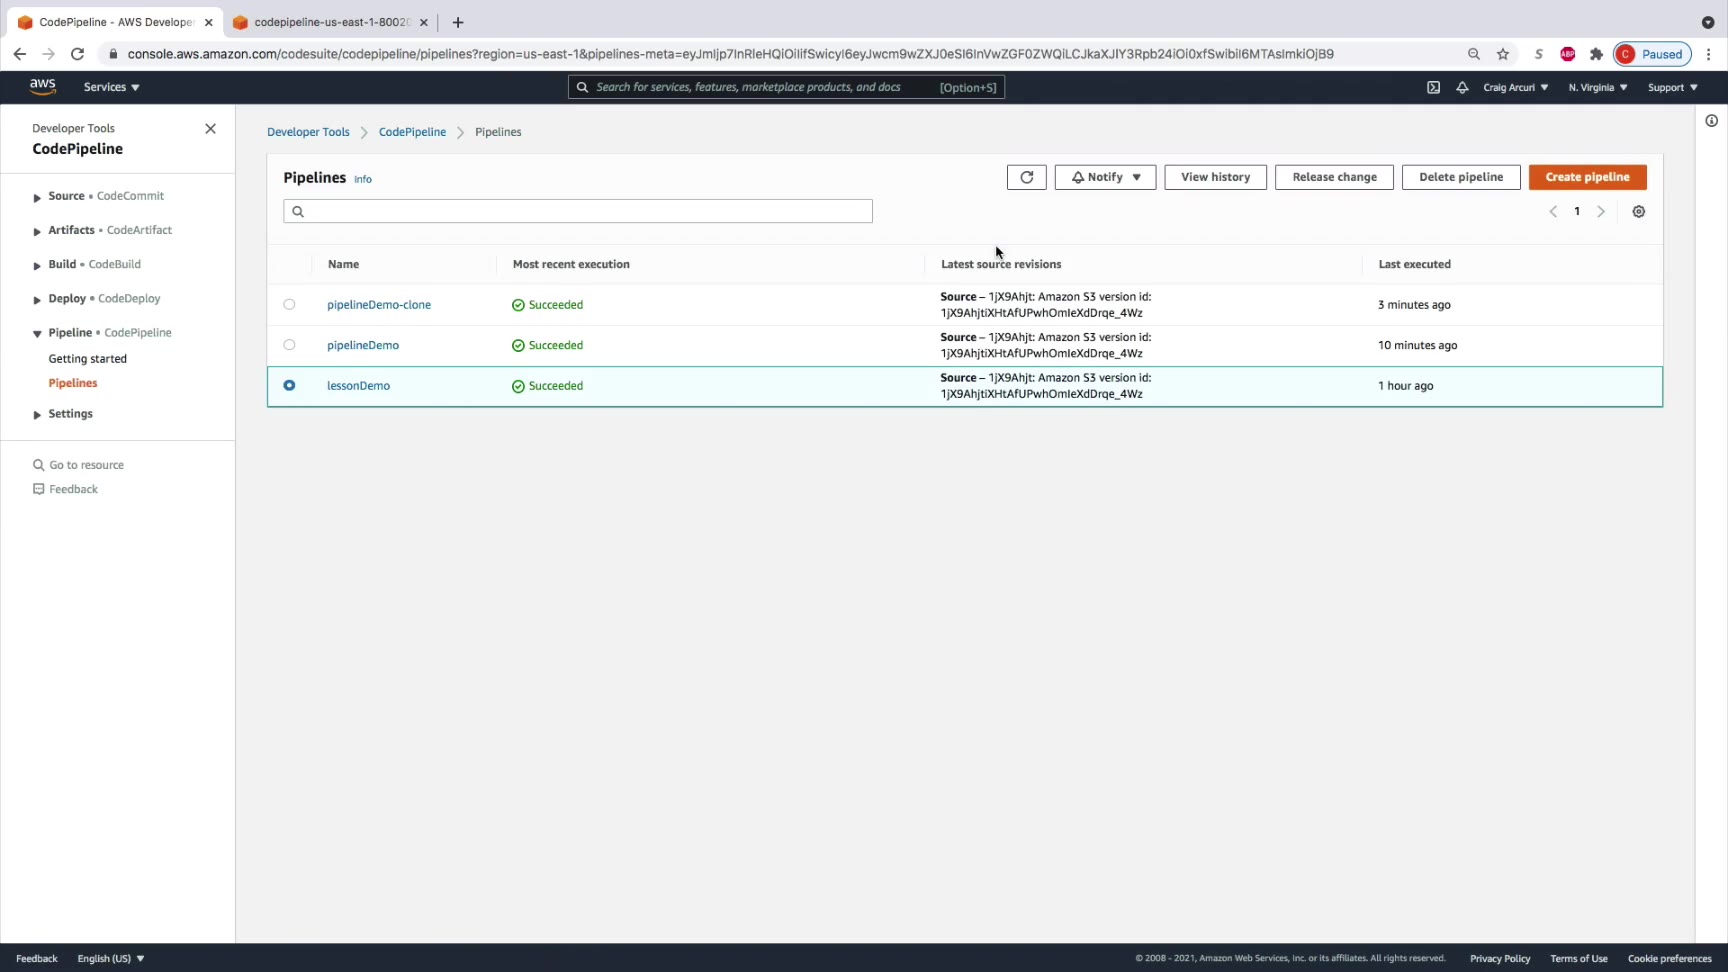 CodePipeline - AWS Develope
codepipeline-us-east-1-8002
console.aws.amazon.com/codesuite/codepipeline/pipelines?region=us-east-1&pipelines-meta=eyJmIjp7InRleHQiOiIifSwicyI6eyJwcm9wZXJ0eSI6InVwZGF0ZWQiLCJkaXJlY3Rpb24iOi0xfSwibiI6MTAsImkiOjB9
S
ABP
C Paused
aws
Services
Search for services, features, marketplace products, and docs [Option+S]
Craig Arcuri
N. Virginia
Support
Developer Tools
CodePipeline
Source • CodeCommit
Artifacts • CodeArtifact
Build • CodeBuild
Deploy • CodeDeploy
Pipeline • CodePipeline
Getting started
Pipelines
Settings
Go to resource
Feedback
Developer Tools > CodePipeline > Pipelines
Pipelines Info
Notify
View history
Release change
Delete pipeline
Create pipeline
1
Name Most recent execution Latest source revisions Last executed
pipelineDemo-clone Succeeded Source – 1jX9Ahjt: Amazon S3 version id: 3 minutes ago
1jX9AhjtiXHtAfUPwhOmIeXdDrqe_4Wz
pipelineDemo Succeeded Source – 1jX9Ahjt: Amazon S3 version id: 10 minutes ago
1jX9AhjtiXHtAfUPwhOmIeXdDrqe_4Wz
lessonDemo Succeeded Source – 1jX9Ahjt: Amazon S3 version id: 1 hour ago
1jX9AhjtiXHtAfUPwhOmIeXdDrqe_4Wz
Feedback English (US) © 2008 - 2021, Amazon Web Services, Inc. or its affiliates. All rights reserved. Privacy Policy Terms of Use Cookie preferences